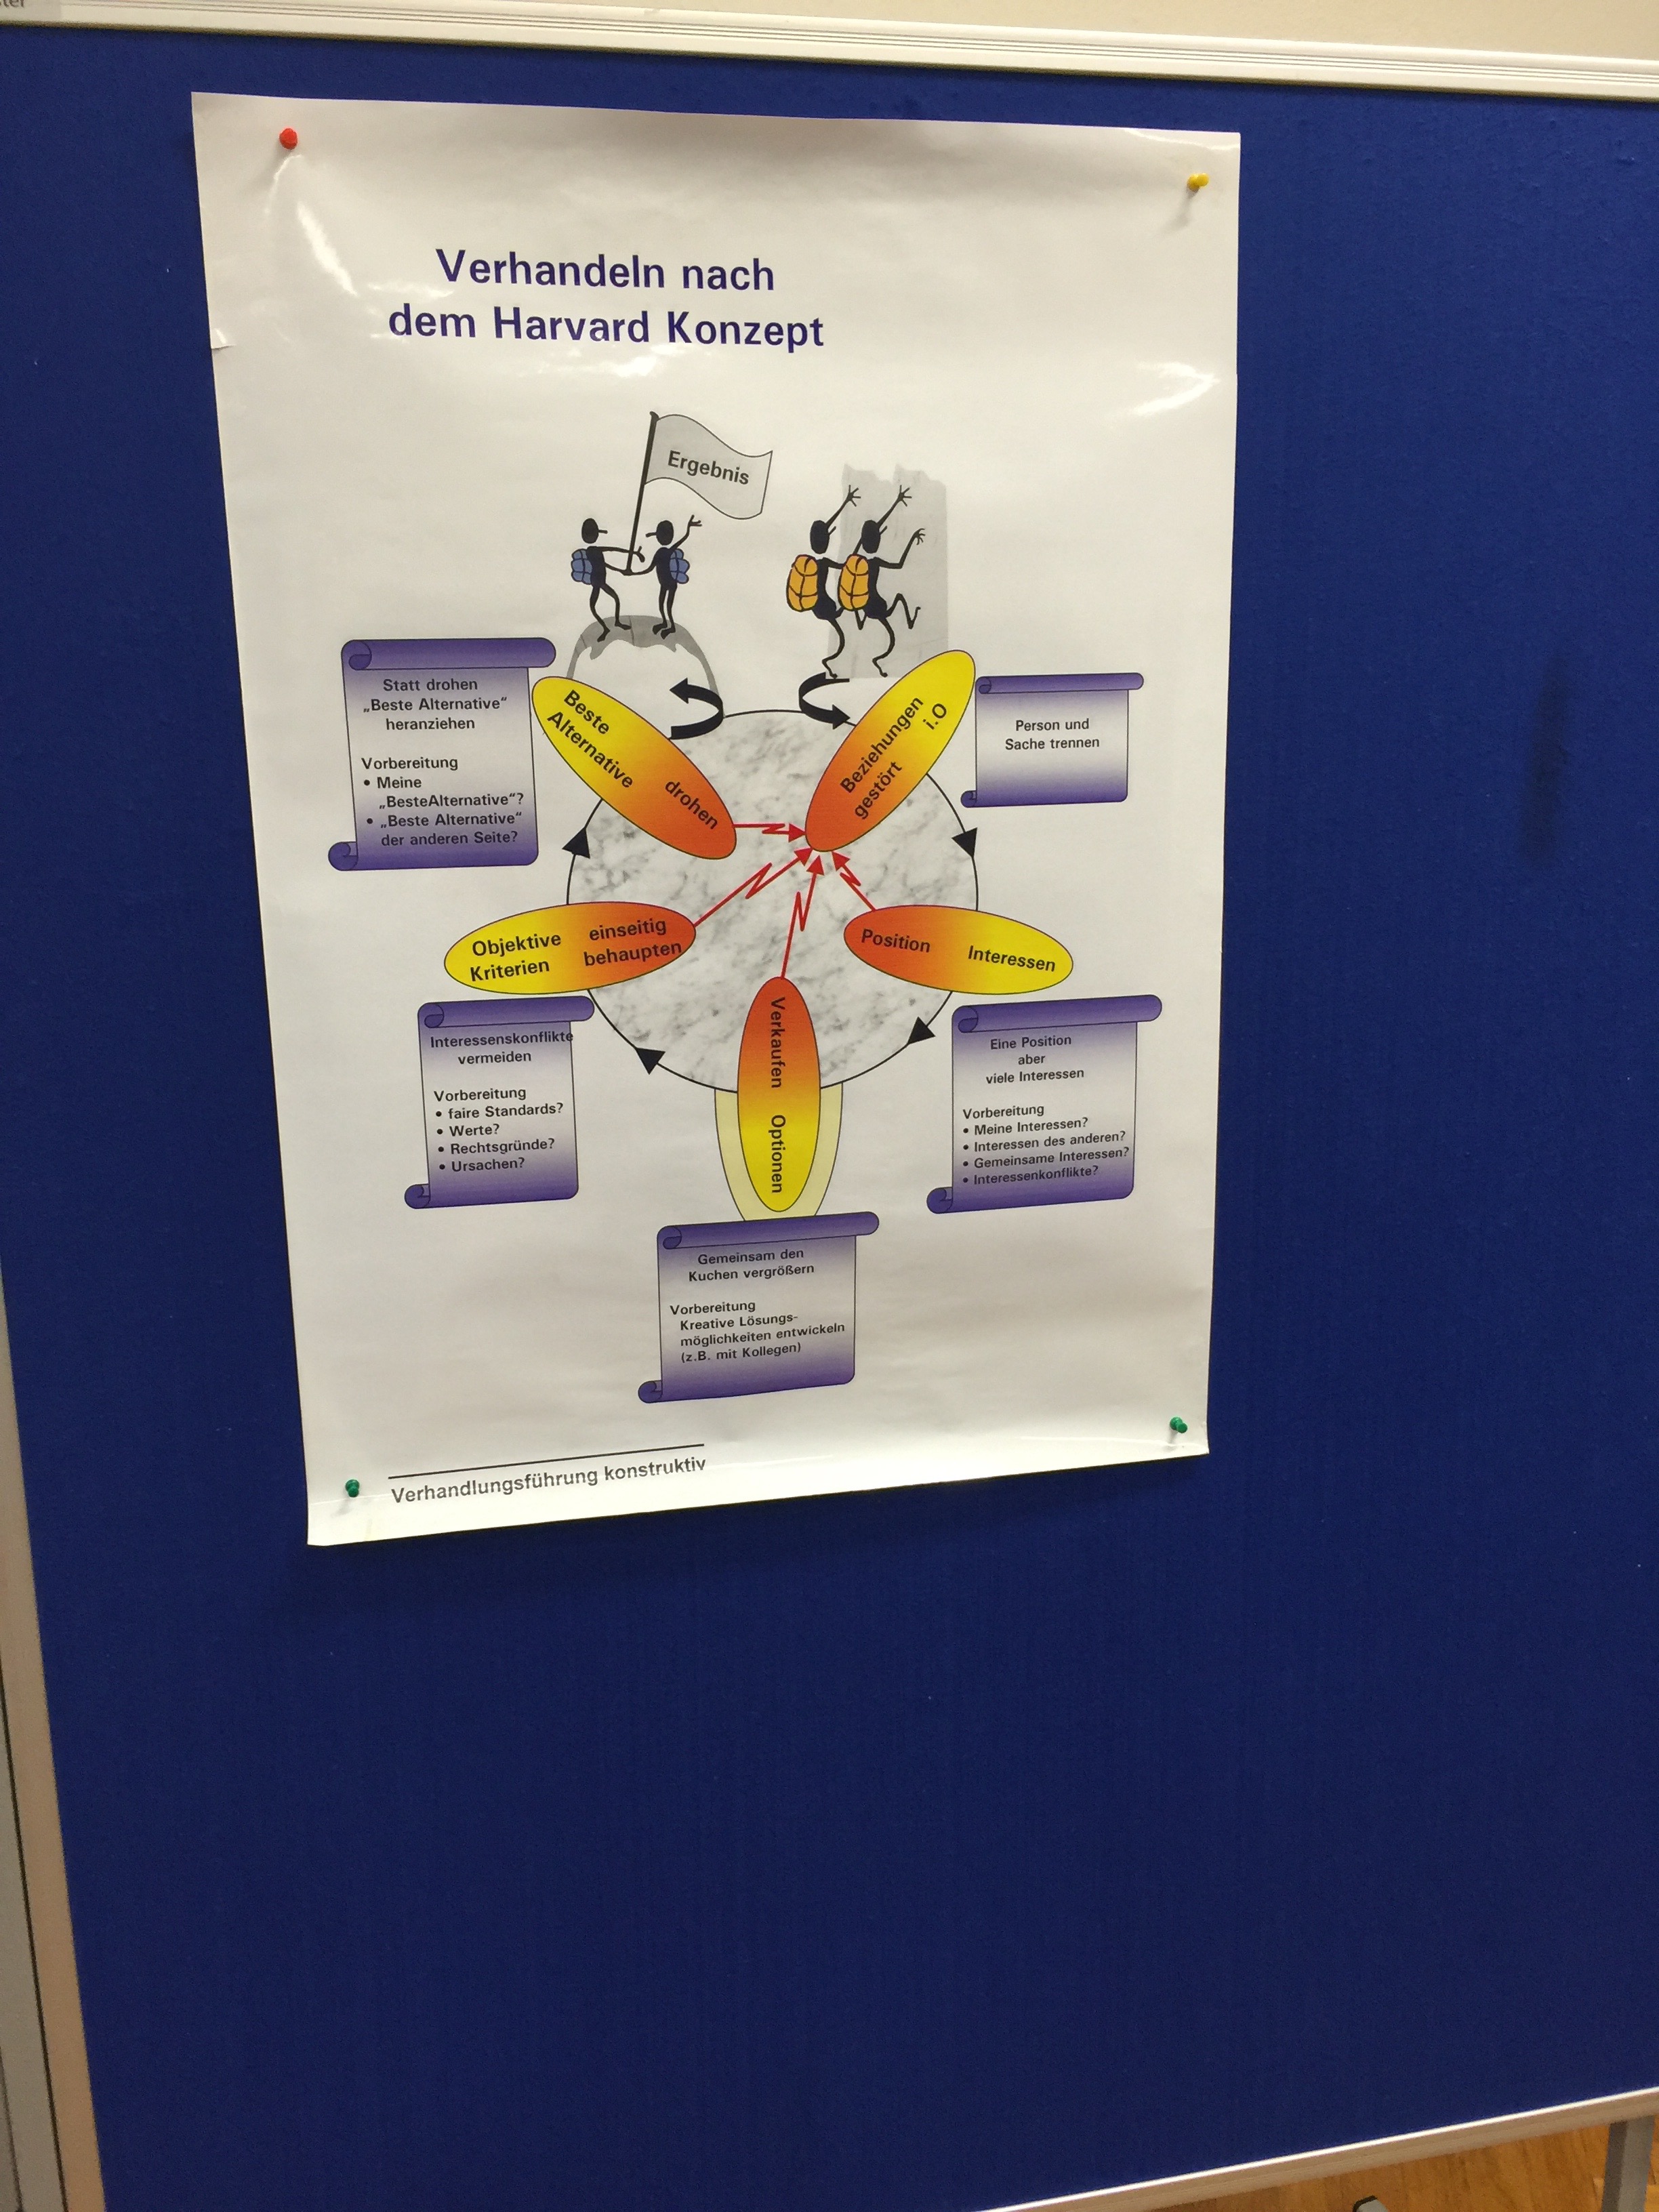 Verhandeln nach
dem Harvard Konzept
Ergebnis
Statt drohen
„Beste Alternative"
heranziehen
Vorbereitung
• Meine
„BesteAlternative"?
• „Beste Alternative"
der anderen Seite?
Beste
Alternative
drohen
Beziehungen
gestört
i.O
Person und
Sache trennen
Objektive
Kriterien
einseitig
behaupten
Position
Interessen
Verkaufen
Optionen
Interessenskonflikte
vermeiden
Vorbereitung
• faire Standards?
• Werte?
• Rechtsgründe?
• Ursachen?
Eine Position
aber
viele Interessen
Vorbereitung
• Meine Interessen?
• Interessen des anderen?
• Gemeinsame Interessen?
• Interessenkonflikte?
Gemeinsam den
Kuchen vergrößern
Vorbereitung
Kreative Lösungs-
möglichkeiten entwickeln
(z.B. mit Kollegen)
Verhandlungsführung konstruktiv